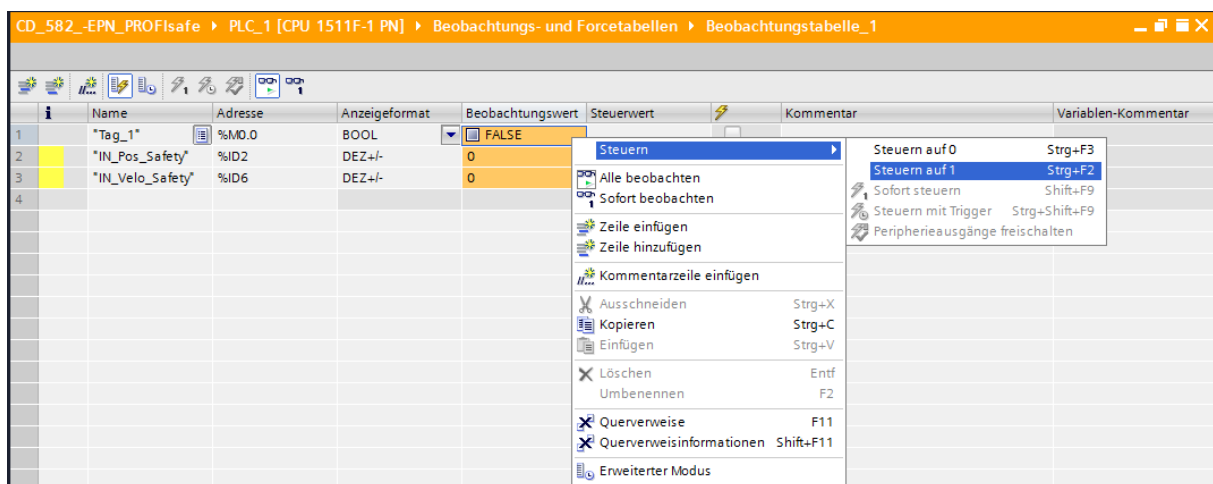 CD_582_-EPN_PROFIsafe ▸ PLC_1 [CPU 1511F-1 PN] ▸ Beobachtungs- und Forcetabellen ▸ Beobachtungstabelle_1
i Name Adresse Anzeigeformat Beobachtungswert Steuerwert Kommentar Variablen-Kommentar
1 "Tag_1" %M0.0 BOOL FALSE
2 "IN_Pos_Safety" %ID2 DEZ+/- 0
3 "IN_Velo_Safety" %ID6 DEZ+/- 0
4
Steuern
Alle beobachten
Sofort beobachten
Zeile einfügen
Zeile hinzufügen
Kommentarzeile einfügen
Ausschneiden Strg+X
Kopieren Strg+C
Einfügen Strg+V
Löschen Entf
Umbenennen F2
Querverweise F11
Querverweisinformationen Shift+F11
Erweiterter Modus
Steuern auf 0 Strg+F3
Steuern auf 1 Strg+F2
Sofort steuern Shift+F9
Steuern mit Trigger Strg+Shift+F9
Peripherieausgänge freischalten